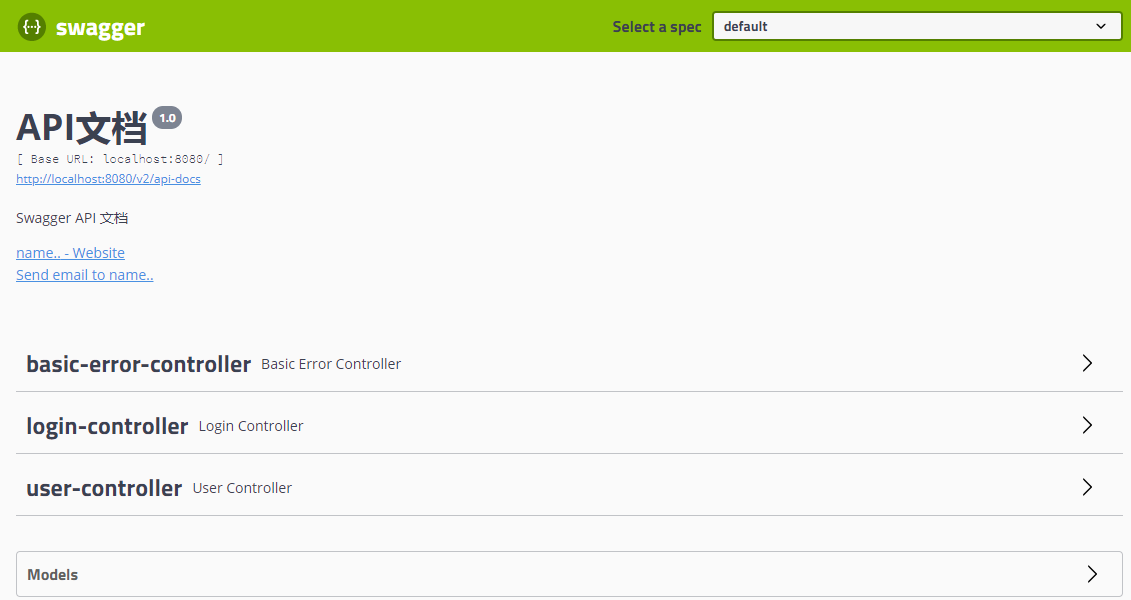 {···} swagger Select a spec default
API文档 1.0
[ Base URL: localhost:8080/ ]
http://localhost:8080/v2/api-docs
Swagger API 文档
name.. - Website
Send email to name..
basic-error-controller Basic Error Controller
login-controller Login Controller
user-controller User Controller
Models